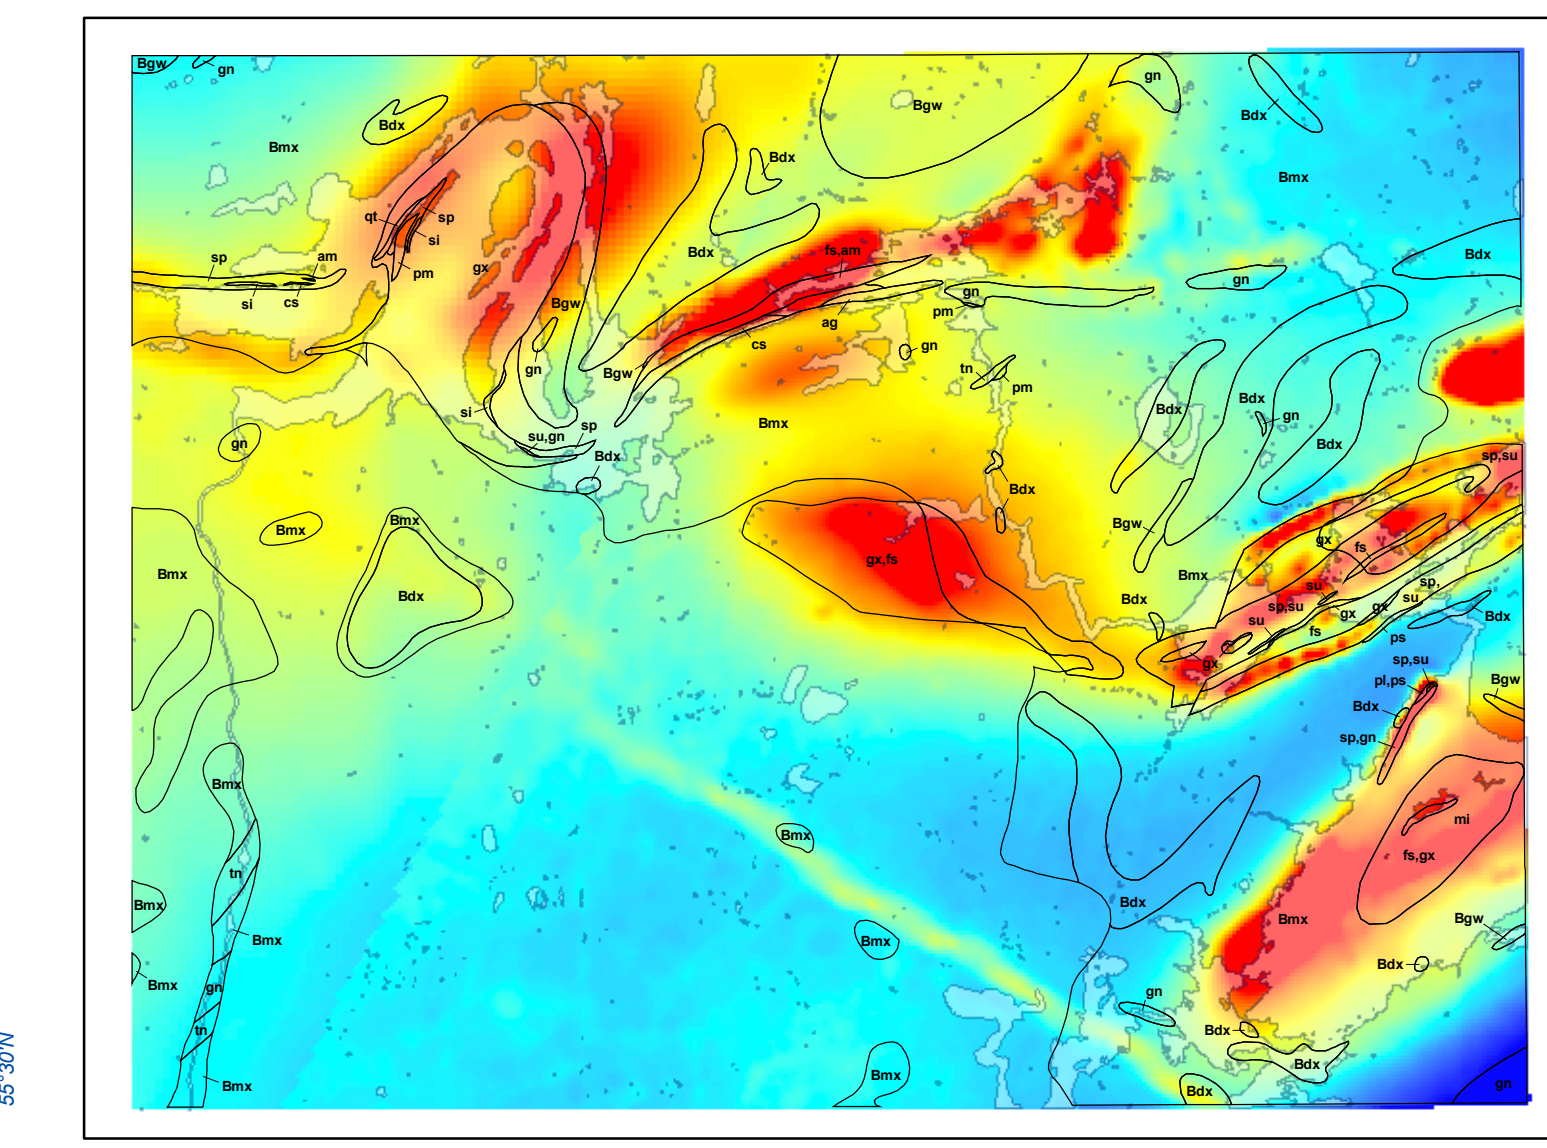 Bgw
gn
Bdx
Bmx
Bgw
gn
Bdx
Bmx
Bdx
qt
sp
si
pm
sp
am
si
cs
gx
Bgw
Bdx
fs,am
Bdx
gn
gn
pm
ag
cs
gn
Bgw
gn
tn
pm
Bmx
si
su,gn
sp
Bdx
gn
Bdx
Bdx
gn
Bdx
sp,su
Bmx
Bmx
Bdx
Bgw
gx
fs
gx,fs
Bmx
Bdx
Bmx
su
sp,
su
Bdx
sp,su
gx
gx
su
fs
ps
Bdx
gx
sp,su
pl,ps
Bgw
Bdx
sp,gn
Bmx
Bmx
mi
fs,gx
tn
Bmx
Bdx
Bmx
Bgw
Bmx
Bmx
Bdx
Bmx
gn
gn
tn
Bdx
Bdx
Bmx
Bmx
Bdx
gn
55°30'N